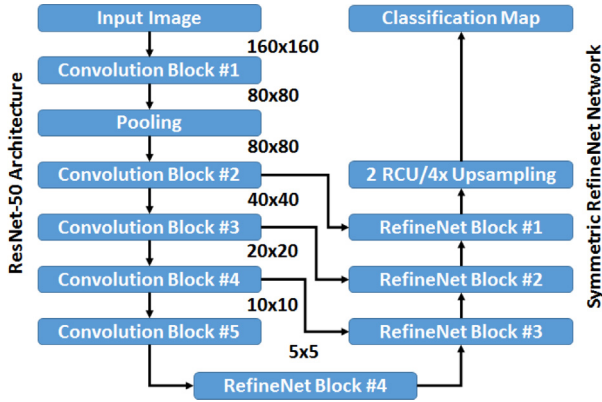 Input Image
160x160
Convolution Block #1
80x80
Pooling
80x80
Convolution Block #2
40x40
Convolution Block #3
20x20
Convolution Block #4
10x10
Convolution Block #5
5x5
RefineNet Block #4
RefineNet Block #3
RefineNet Block #2
RefineNet Block #1
2 RCU/4x Upsampling
Classification Map
ResNet-50 Architecture
Symmetric RefineNet Network